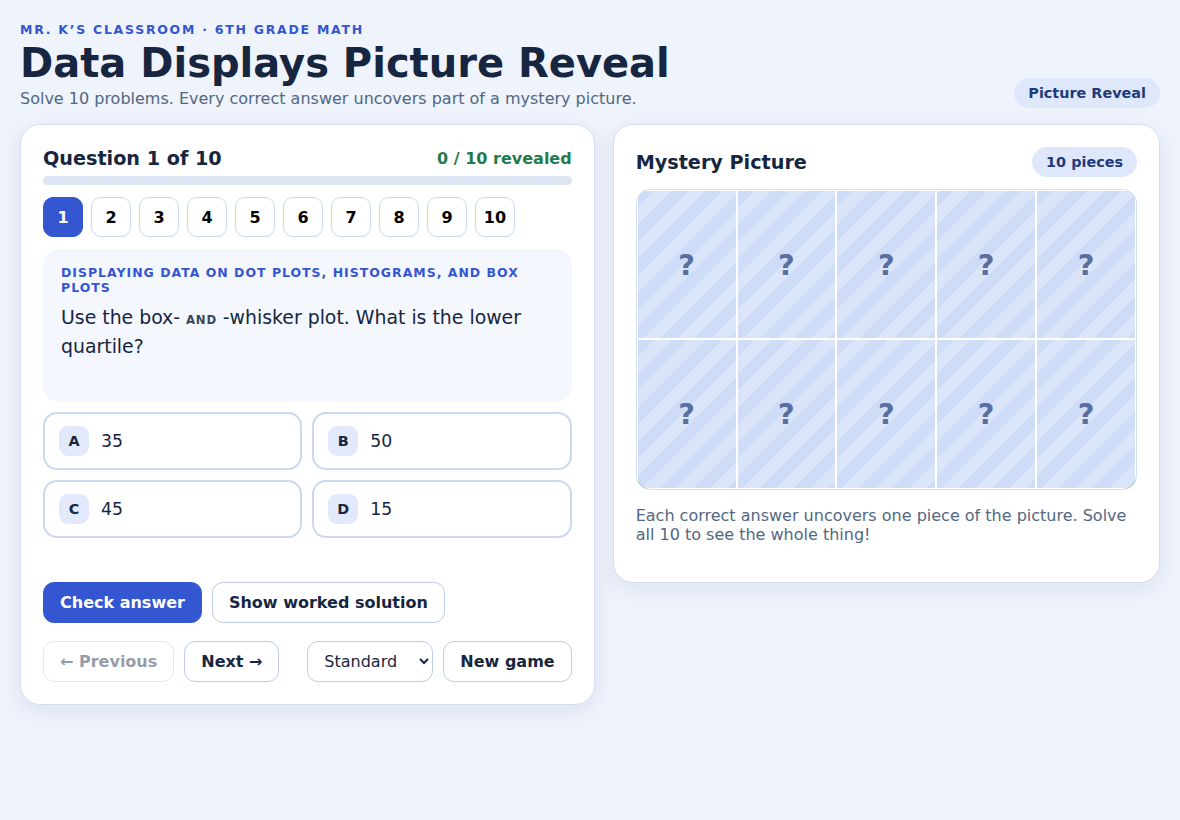 MR. K’S CLASSROOM · 6TH GRADE MATH
Data Displays Picture Reveal
Solve 10 problems. Every correct answer uncovers part of a mystery picture.
Picture Reveal
Question 1 of 10
0 / 10 revealed
1 2 3 4 5 6 7 8 9 10
DISPLAYING DATA ON DOT PLOTS, HISTOGRAMS, AND BOX
PLOTS
Use the box- AND -whisker plot. What is the lower
quartile?
A 35
B 50
C 45
D 15
Check answer
Show worked solution
← Previous
Next →
Standard
New game
Mystery Picture
10 pieces
? ? ? ? ?
? ? ? ? ?
Each correct answer uncovers one piece of the picture. Solve
all 10 to see the whole thing!